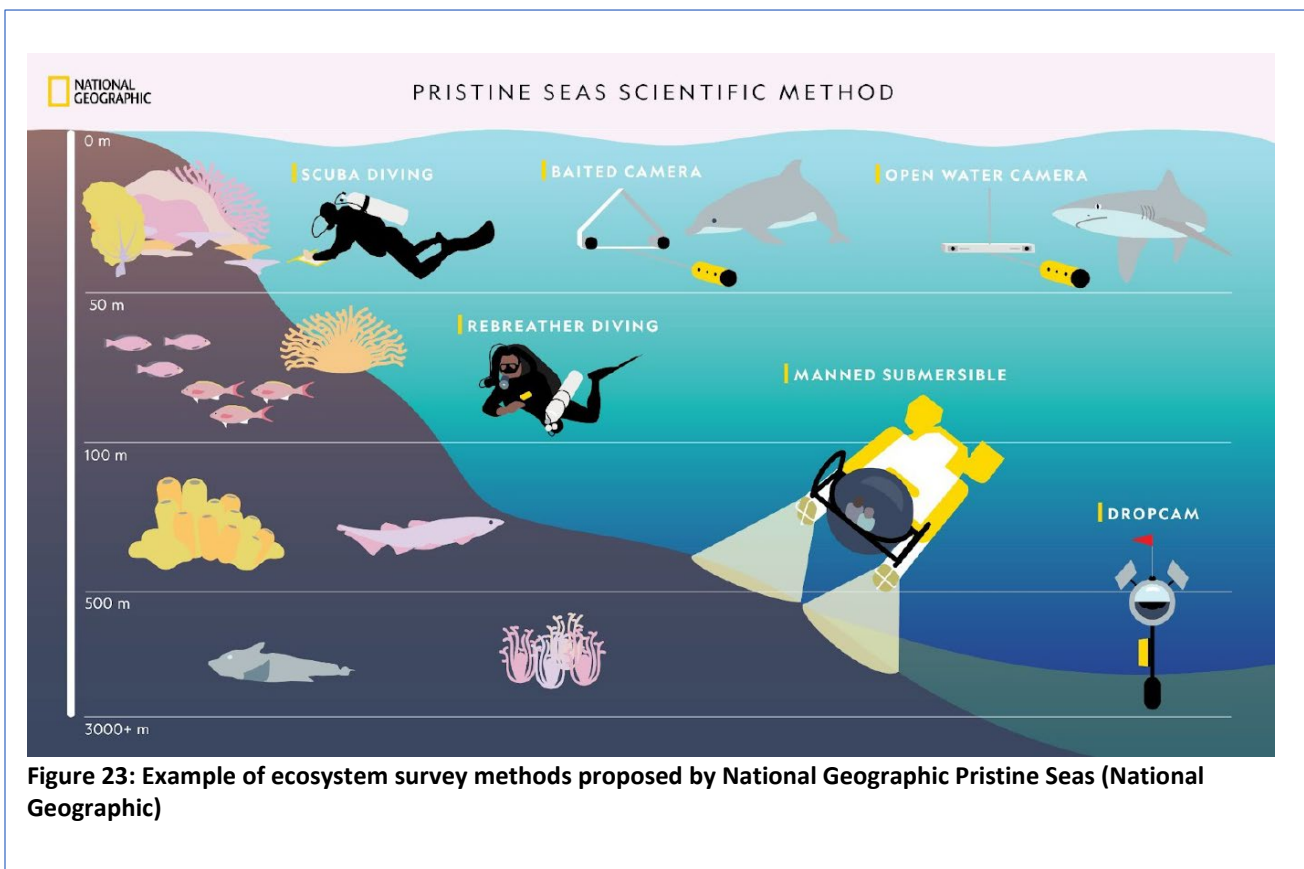 NATIONAL
GEOGRAPHIC
PRISTINE SEAS SCIENTIFIC METHOD
0 m
SCUBA DIVING
BAITED CAMERA
OPEN WATER CAMERA
50 m
REBREATHER DIVING
MANNED SUBMERSIBLE
100 m
DROPCAM
500 m
3000+ m
Figure 23: Example of ecosystem survey methods proposed by National Geographic Pristine Seas (National
Geographic)